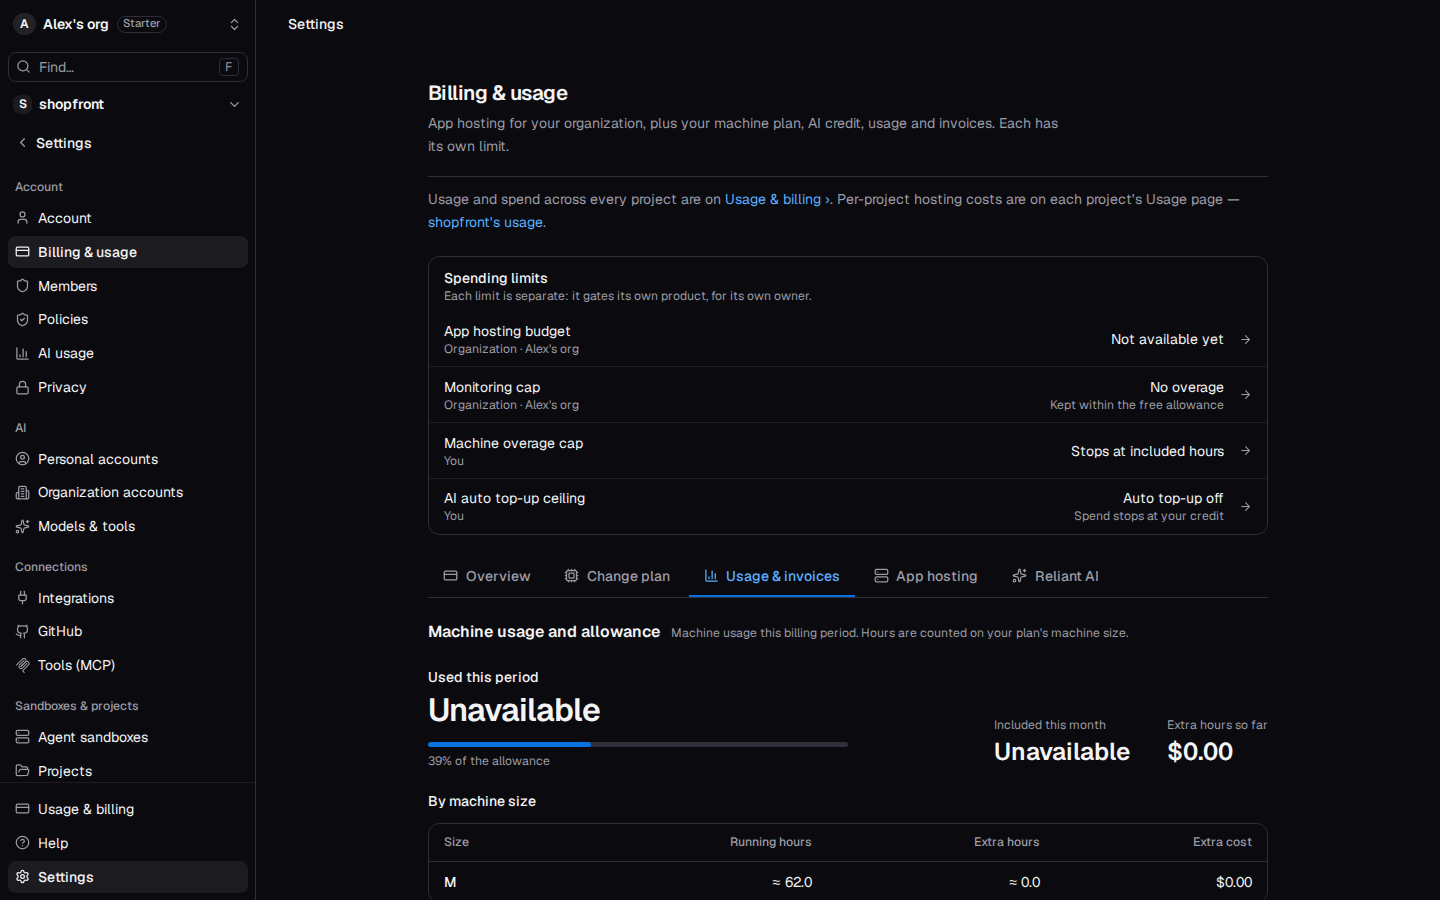 A Alex's org Starter
Find... F
S shopfront
Settings
Account
Account
Billing & usage
Members
Policies
AI usage
Privacy
AI
Personal accounts
Organization accounts
Models & tools
Connections
Integrations
GitHub
Tools (MCP)
Sandboxes & projects
Agent sandboxes
Projects
Usage & billing
Help
Settings
Settings
Billing & usage
App hosting for your organization, plus your machine plan, AI credit, usage and invoices. Each has
its own limit.
Usage and spend across every project are on Usage & billing ›. Per-project hosting costs are on each project's Usage page —
shopfront's usage.
Spending limits
Each limit is separate: it gates its own product, for its own owner.
App hosting budget
Organization · Alex's org
Not available yet →
Monitoring cap
Organization · Alex's org
No overage →
Kept within the free allowance
Machine overage cap
You
Stops at included hours →
AI auto top-up ceiling
You
Auto top-up off →
Spend stops at your credit
Overview Change plan Usage & invoices App hosting Reliant AI
Machine usage and allowance Machine usage this billing period. Hours are counted on your plan's machine size.
Used this period
Unavailable
39% of the allowance
Included this month
Unavailable
Extra hours so far
$0.00
By machine size
Size Running hours Extra hours Extra cost
M ≈ 62.0 ≈ 0.0 $0.00